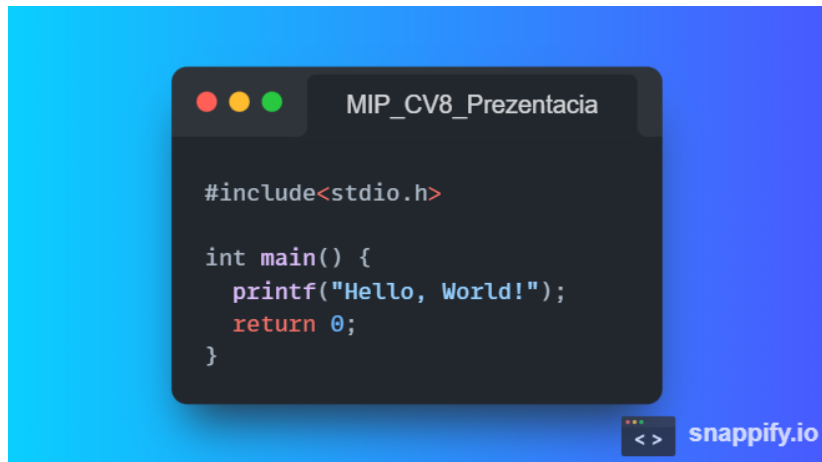 MIP_CV8_Prezentacia
#include<stdio.h>
int main() {
  printf("Hello, World!");
  return 0;
}
< >
snappify.io